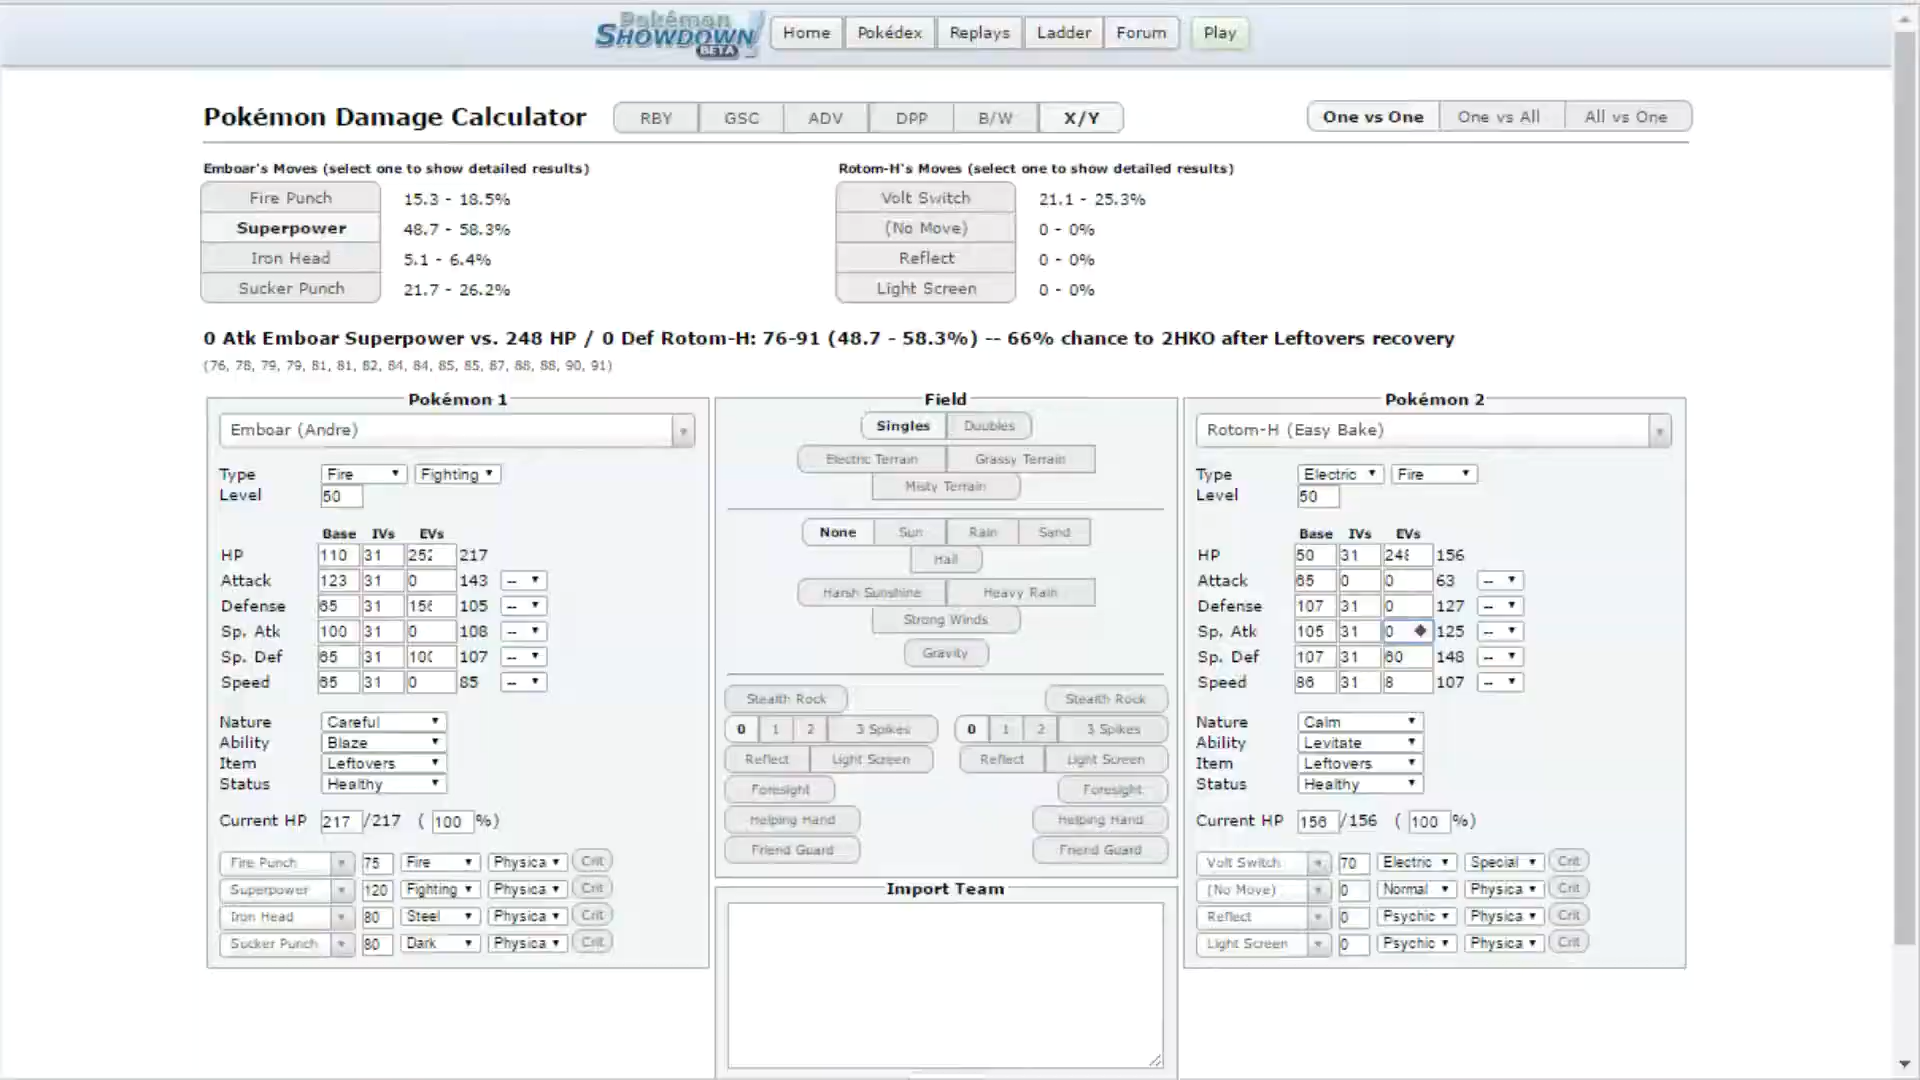 Pokémon SHOWDOWN BETA Home Pokédex Replays Ladder Forum Play
Pokémon Damage Calculator RBY GSC ADV DPP B/W X/Y One vs One One vs All All vs One
Emboar's Moves (select one to show detailed results)
Fire Punch 15.3 - 18.5%
Superpower 48.7 - 58.3%
Iron Head 5.1 - 6.4%
Sucker Punch 21.7 - 26.2%
Rotom-H's Moves (select one to show detailed results)
Volt Switch 21.1 - 25.3%
(No Move) 0 - 0%
Reflect 0 - 0%
Light Screen 0 - 0%
0 Atk Emboar Superpower vs. 248 HP / 0 Def Rotom-H: 76-91 (48.7 - 58.3%) -- 66% chance to 2HKO after Leftovers recovery
(76, 78, 79, 79, 81, 81, 82, 84, 84, 85, 85, 87, 88, 88, 90, 91)
Pokémon 1
Emboar (Andre)
Type Fire Fighting
Level 50
Base IVs EVs
HP 110 31 252 217
Attack 123 31 0 143 --
Defense 65 31 156 105 --
Sp. Atk 100 31 0 108 --
Sp. Def 65 31 100 107 --
Speed 65 31 0 85 --
Nature Careful
Ability Blaze
Item Leftovers
Status Healthy
Current HP 217 /217 ( 100 %)
Fire Punch 75 Fire Physica Crit
Superpower 120 Fighting Physica Crit
Iron Head 80 Steel Physica Crit
Sucker Punch 80 Dark Physica Crit
Field
Singles Doubles
Electric Terrain Grassy Terrain
Misty Terrain
None Sun Rain Sand
Hail
Harsh Sunshine Heavy Rain
Strong Winds
Gravity
Stealth Rock Stealth Rock
0 1 2 3 Spikes 0 1 2 3 Spikes
Reflect Light Screen Reflect Light Screen
Foresight Foresight
Helping Hand Helping Hand
Friend Guard Friend Guard
Import Team
Pokémon 2
Rotom-H (Easy Bake)
Type Electric Fire
Level 50
Base IVs EVs
HP 50 31 248 156
Attack 65 0 0 63 --
Defense 107 31 0 127 --
Sp. Atk 105 31 0 125 --
Sp. Def 107 31 60 148 --
Speed 86 31 8 107 --
Nature Calm
Ability Levitate
Item Leftovers
Status Healthy
Current HP 156 /156 ( 100 %)
Volt Switch 70 Electric Special Crit
(No Move) 0 Normal Physica Crit
Reflect 0 Psychic Physica Crit
Light Screen 0 Psychic Physica Crit